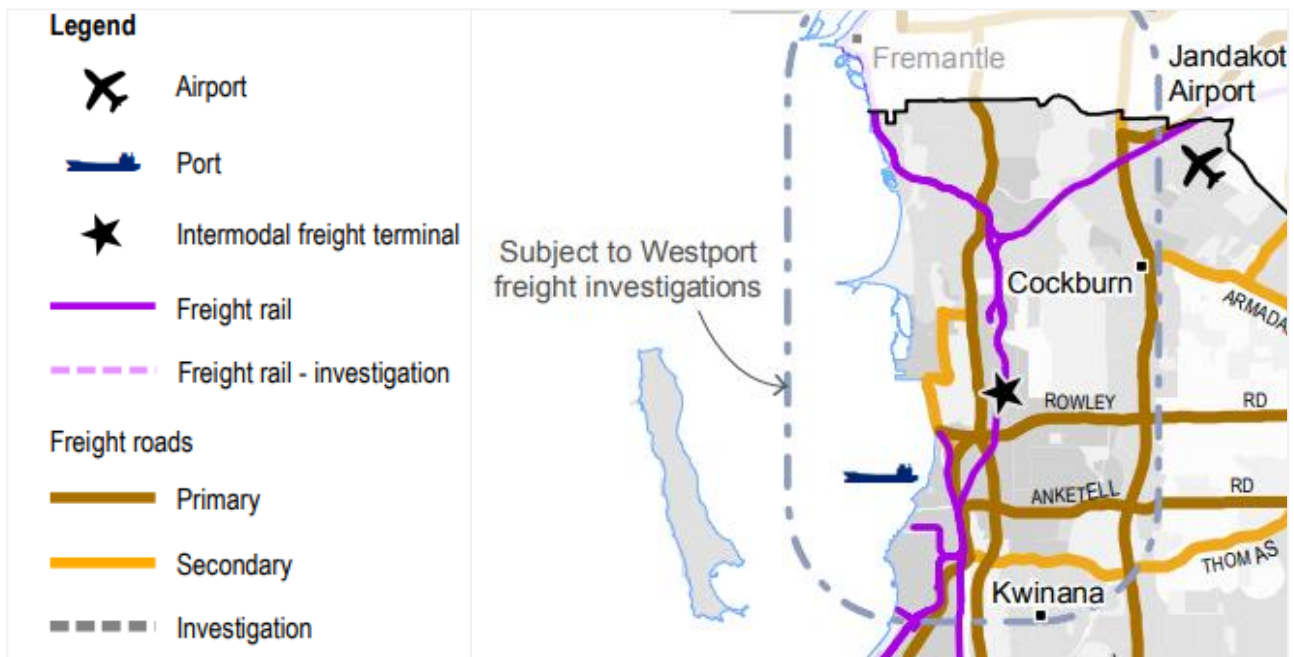 Legend
Airport
Port
Intermodal freight terminal
Freight rail
Freight rail - investigation
Freight roads
Primary
Secondary
Investigation
Fremantle
Jandakot
Airport
Subject to Westport
freight investigations
Cockburn
ARMADA
ROWLEY RD
ANKETELL RD
THOMAS
Kwinana